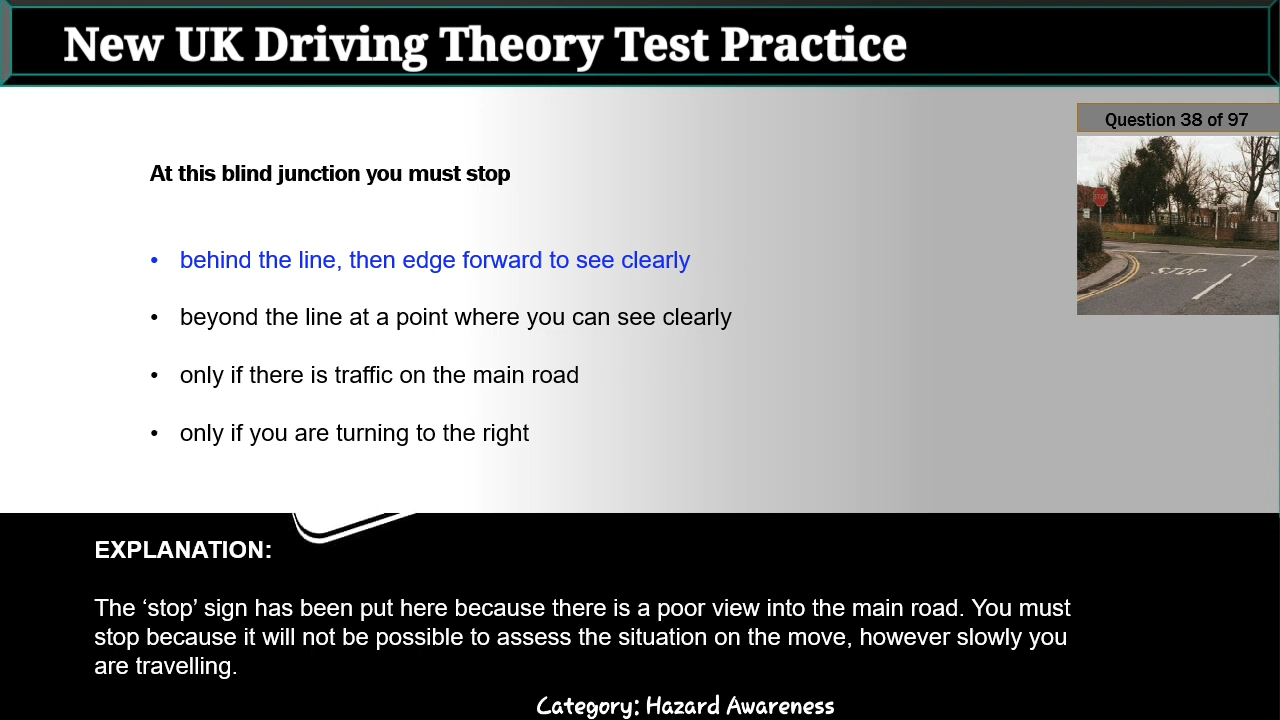 New UK Driving Theory Test Practice
Question 38 of 97
At this blind junction you must stop
• behind the line, then edge forward to see clearly
• beyond the line at a point where you can see clearly
• only if there is traffic on the main road
• only if you are turning to the right
STOP
STOP
EXPLANATION:
The ‘stop’ sign has been put here because there is a poor view into the main road. You must
stop because it will not be possible to assess the situation on the move, however slowly you
are travelling.
Category: Hazard Awareness